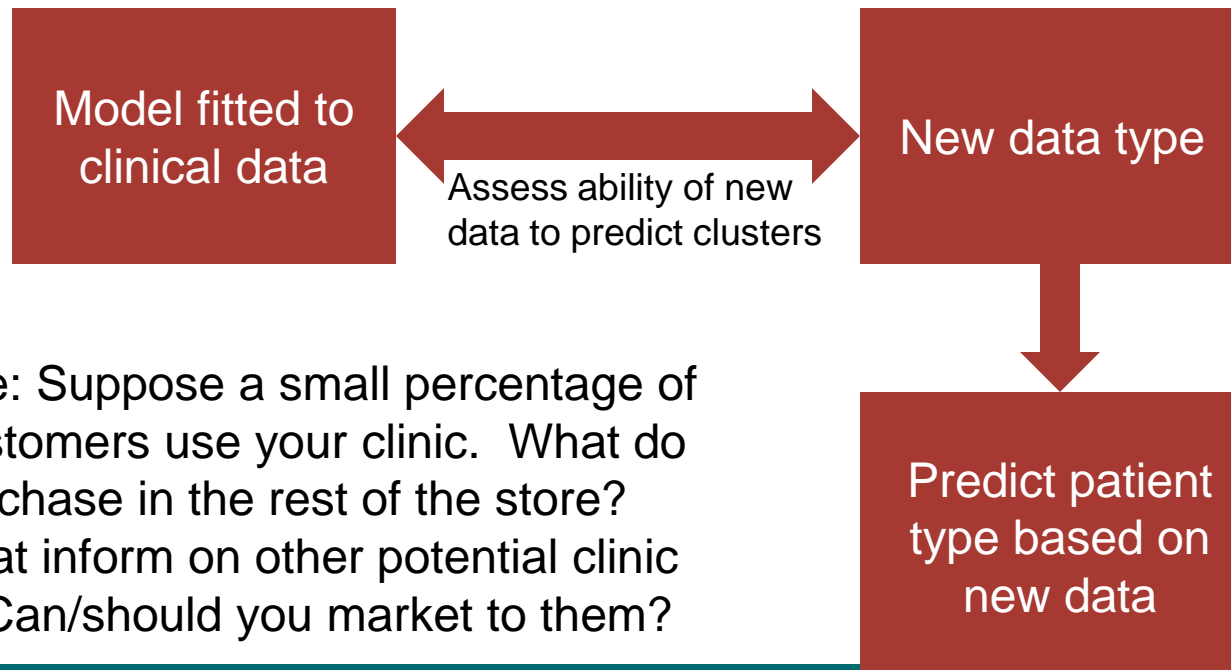 Model fitted to
clinical data
New data type
Assess ability of new
data to predict clusters
e: Suppose a small percentage of
stomers use your clinic. What do
chase in the rest of the store?
at inform on other potential clinic
Can/should you market to them?
Predict patient
type based on
new data